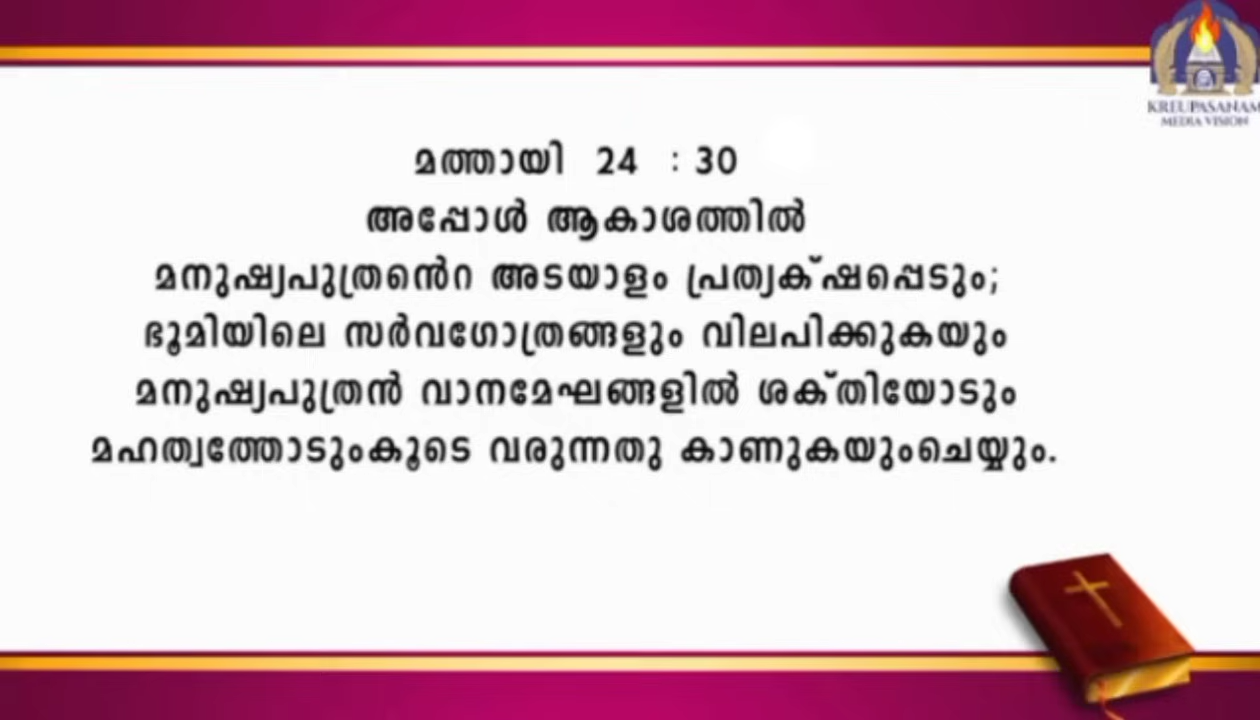 KREUPASANAM
MEDIA VISION
മത്തായി 24 : 30
അപ്പോൾ ആകാശത്തിൽ
മനുഷ്യപുത്രന്‍െറ അടയാളം പ്രത്യക്‌ഷപ്പെടും;
ഭൂമിയിലെ സർവഗോത്രങ്ങളും വിലപിക്കുകയും
മനുഷ്യപുത്രൻ വാനമേഘങ്ങളിൽ ശക്‌തിയോടും
മഹത്വത്തോടുംകൂടെ വരുന്നതു കാണുകയുംചെയ്യും.